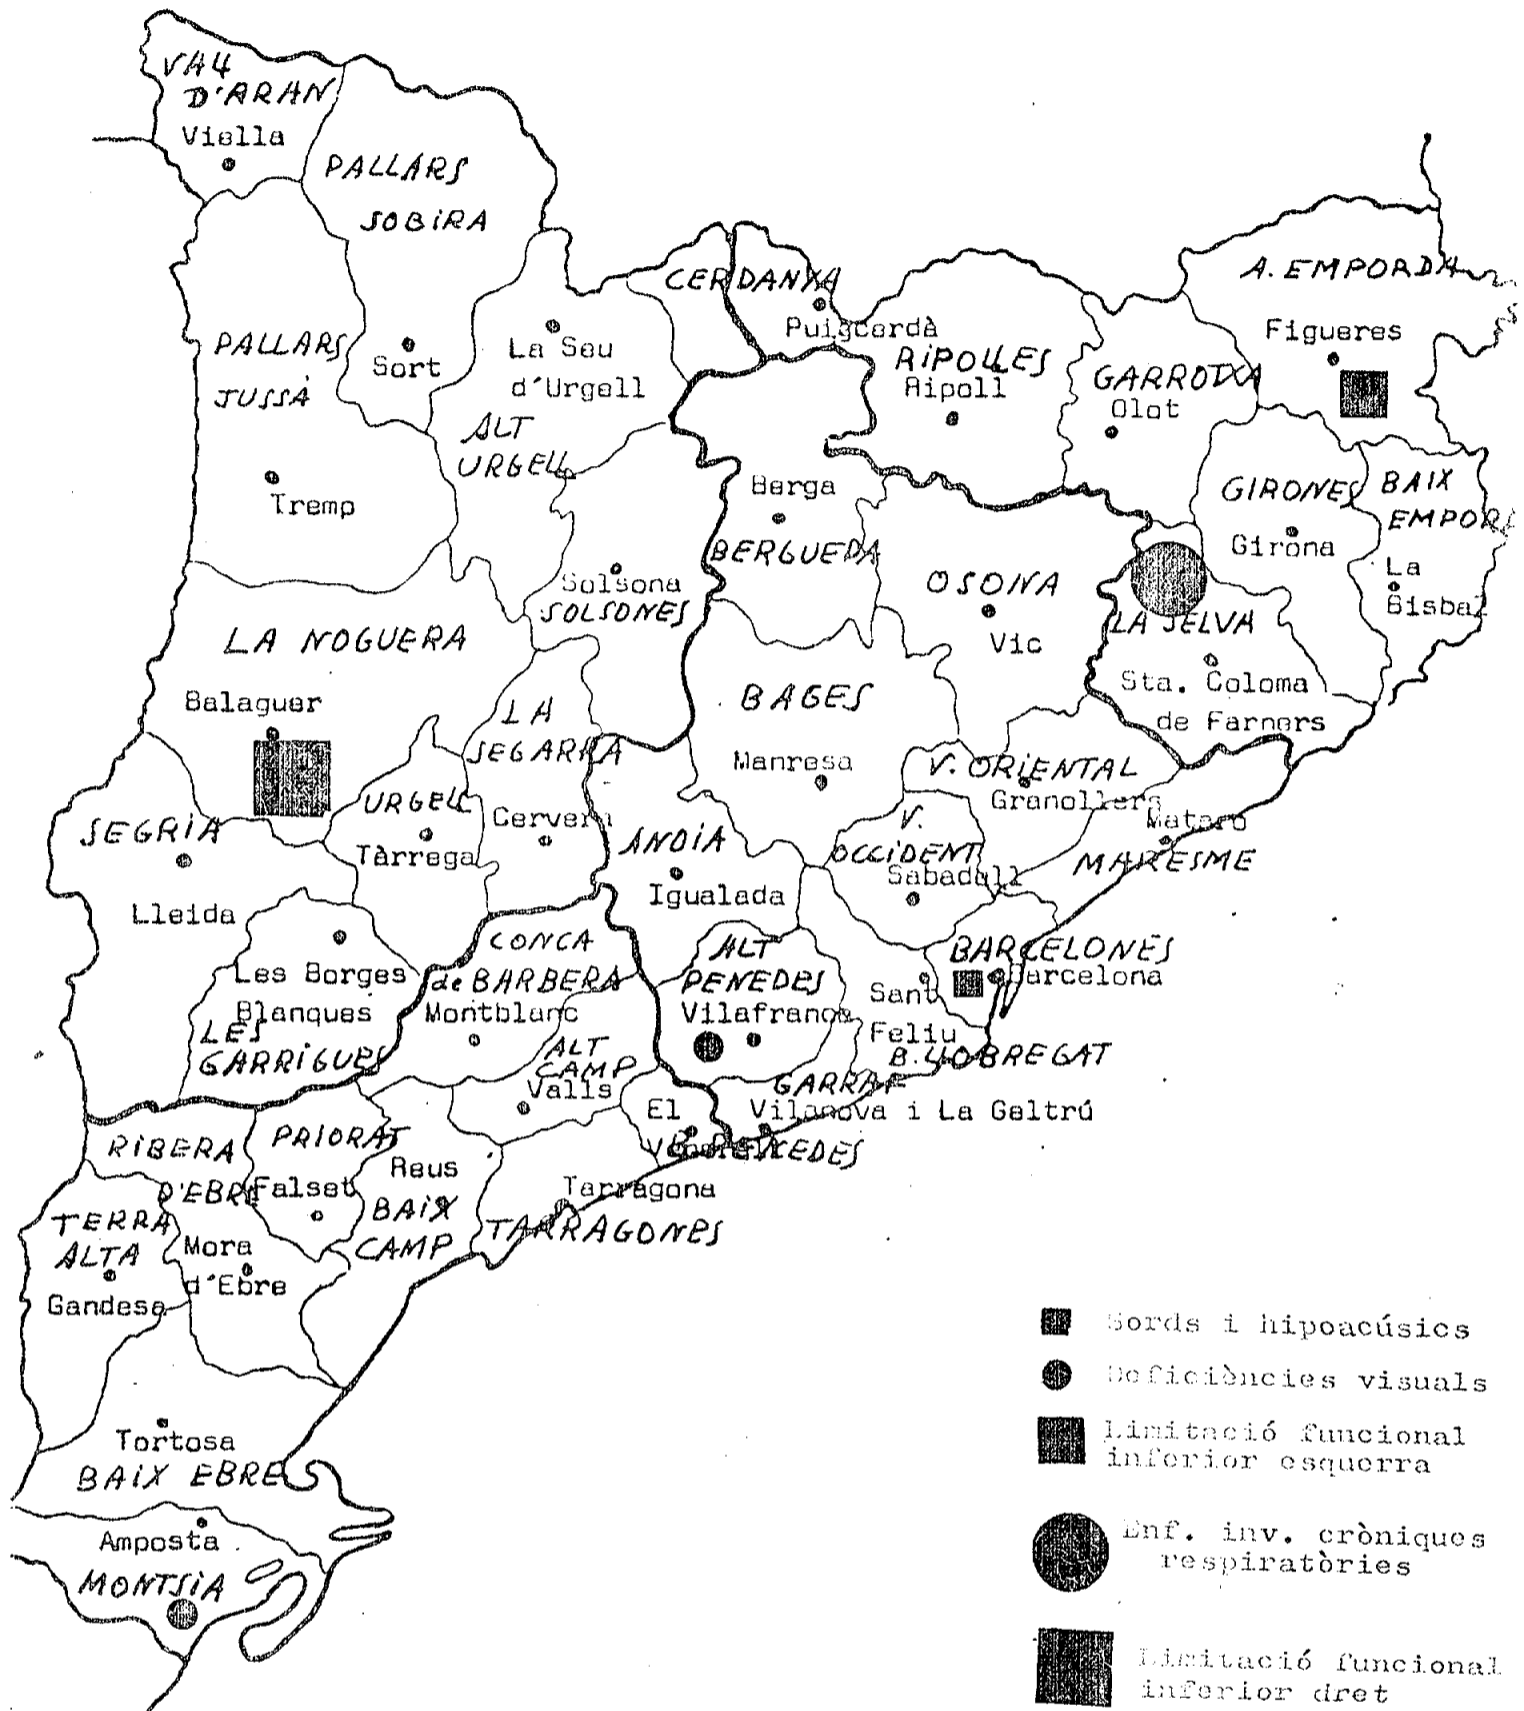 VAL
D'ARAN
Viella
PALLARS
SOBIRA
CERDANYA
Puigcerdà
A. EMPORDA
Figueres
PALLARS
JUSSÀ
Sort
La Seu
d'Urgell
ALT
URGELL
RIPOLLES
Ripoll
GARROTXA
Olot
Tremp
Berga
BERGUEDA
GIRONES
Girona
BAIX
EMPOR
La
Bisbal
Solsona
SOLSONES
OSONA
Vic
LA SELVA
Sta. Coloma
de Farners
LA NOGUERA
Balaguer
LA
SEGARRA
Cervera
BAGES
Manresa
V. ORIENTAL
Granollers
Mataro
MARESME
SEGRIA
Lleida
URGELL
Tàrrega
ANOIA
Igualada
V.
OCCIDENT
Sabadell
Les Borges
Blanques
LES
GARRIGUES
CONCA
de BARBERA
Montblanc
ALT
PENEDES
Vilafranca
BARCELONES
Barcelona
Sant
Feliu
B. LLOBREGAT
ALT
CAMP
Valls
GARRAF
Vilanova i La Geltrú
El
Vendrell
B. PENEDES
RIBERA
D'EBRE
PRIORAT
Falset
Reus
BAIX
CAMP
Tarragona
TARRAGONES
TERRA
ALTA
Gandesa
Mora
d'Ebre
Tortosa
BAIX EBRE
Amposta
MONTSIA
Sords i hipoacúsics
Deficiències visuals
Limitació funcional
inferior esquerra
Enf. inv. cròniques
respiratòries
Limitació funcional
inferior dret